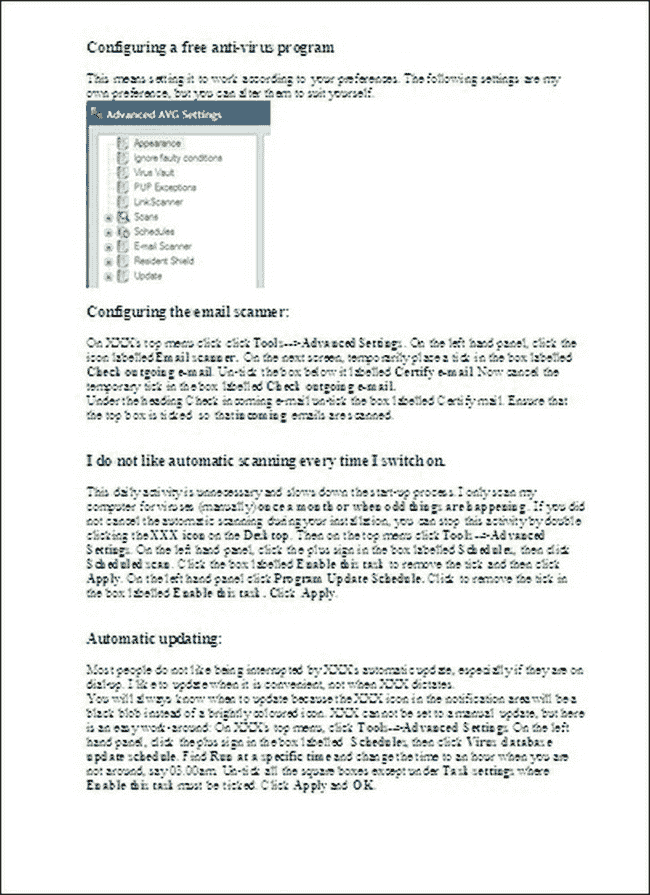 Configuring a free anti-virus program
This means setting it to work according to your preferences. The following settings are my
own preference, but you can alter them to suit yourself.
Advanced AVG Settings
Appearance
Ignore faulty conditions
Virus Vault
PUP Exceptions
LinkScanner
Scans
Schedules
E-mail Scanner
Resident Shield
Update
Configuring the email scanner:
On XXX's top menu click click Tools-->Advanced Settings. On the left hand panel, click the
icon labelled Email scanner. On the next screen, temporarily place a tick in the box labelled
Check outgoing e-mail. Un-tick the box below it labelled Certify e-mail. Now cancel the
temporary tick in the box labelled Check outgoing e-mail.
Under the heading Check incoming e-mail un-tick the box labelled Certify mail. Ensure that
the top box is ticked so that incoming emails are scanned.
I do not like automatic scanning every time I switch on.
This daily activity is unnecessary and slows down the start-up process. I only scan my
computer for viruses (manually) once a month or when odd things are happening. If you did
not cancel the automatic scanning during your installation, you can stop this activity by double
clicking the XXX icon on the Desktop. Then on the top menu click Tools-->Advanced
Settings. On the left hand panel, click the plus sign in the box labelled Schedules, then click
Scheduled scan. Click the box labelled Enable this task to remove the tick and then click
Apply. On the left hand panel click Program Update Schedule. Click to remove the tick in
the box labelled Enable this task. Click Apply.
Automatic updating:
Most people do not like being interrupted by XXX's automatic update, especially if they are on
dial-up. I like to update when it is convenient, not when XXX dictates.
You will always know when to update because the XXX icon in the notification area will be a
black blob instead of a brightly coloured icon. XXX cannot be set to a manual update, but here
is an easy work-around: On XXX's top menu, click Tools-->Advanced Settings. On the left
hand panel, click the plus sign in the box labelled Schedules, then click Virus database
update schedule. Find Run at a specific time and change the time to an hour when you are
not around, say 03.00am. Un-tick all the square boxes except under Task settings where
Enable this task must be ticked. Click Apply and OK.